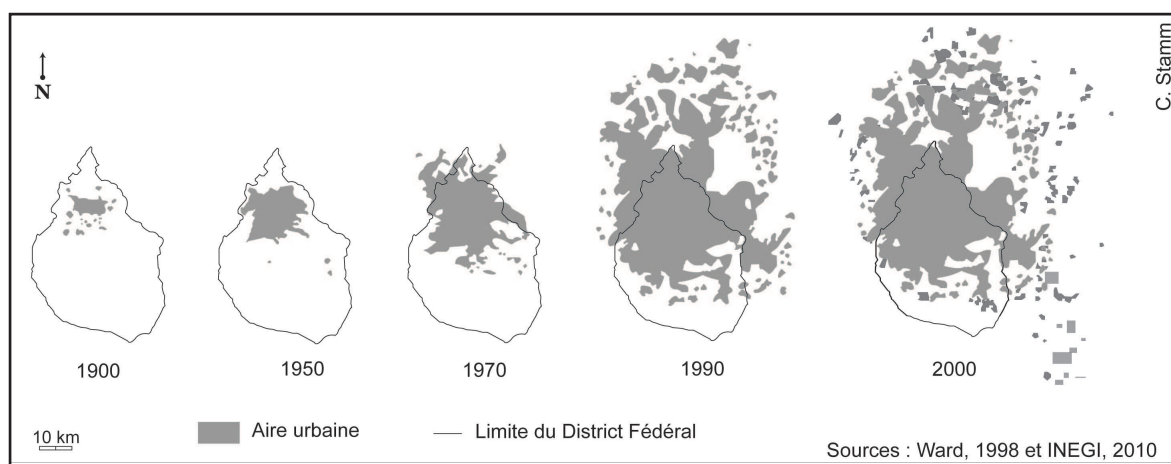 C. Stamm
N
1900
1950
1970
1990
2000
10 km
Aire urbaine
Limite du District Fédéral
Sources : Ward, 1998 et INEGI, 2010